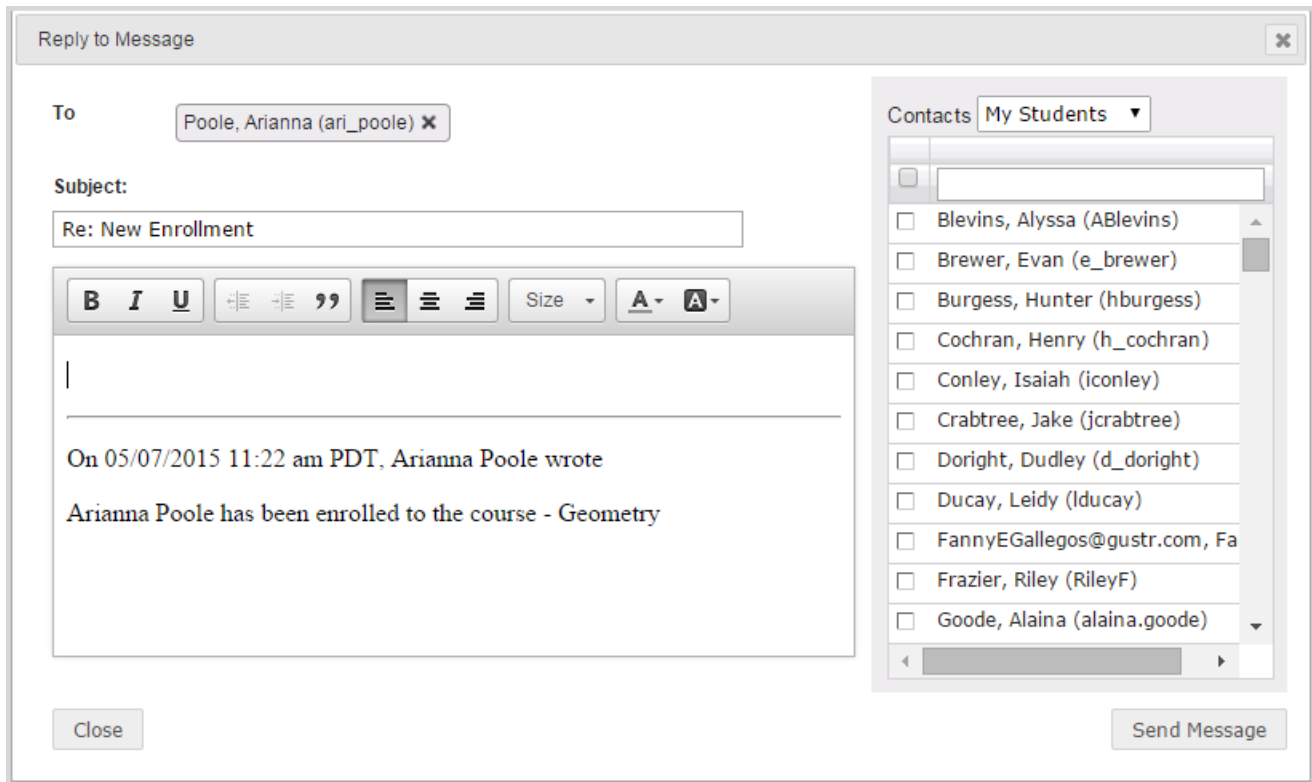 Reply to Message
To
Poole, Arianna (ari_poole)
Subject:
Re: New Enrollment
B I U Size A A
On 05/07/2015 11:22 am PDT, Arianna Poole wrote
Arianna Poole has been enrolled to the course - Geometry
Close
Contacts My Students
Blevins, Alyssa (ABlevins)
Brewer, Evan (e_brewer)
Burgess, Hunter (hburgess)
Cochran, Henry (h_cochran)
Conley, Isaiah (iconley)
Crabtree, Jake (jcrabtree)
Doright, Dudley (d_doright)
Ducay, Leidy (lducay)
FannyEGallegos@gustr.com, Fa
Frazier, Riley (RileyF)
Goode, Alaina (alaina.goode)
Send Message